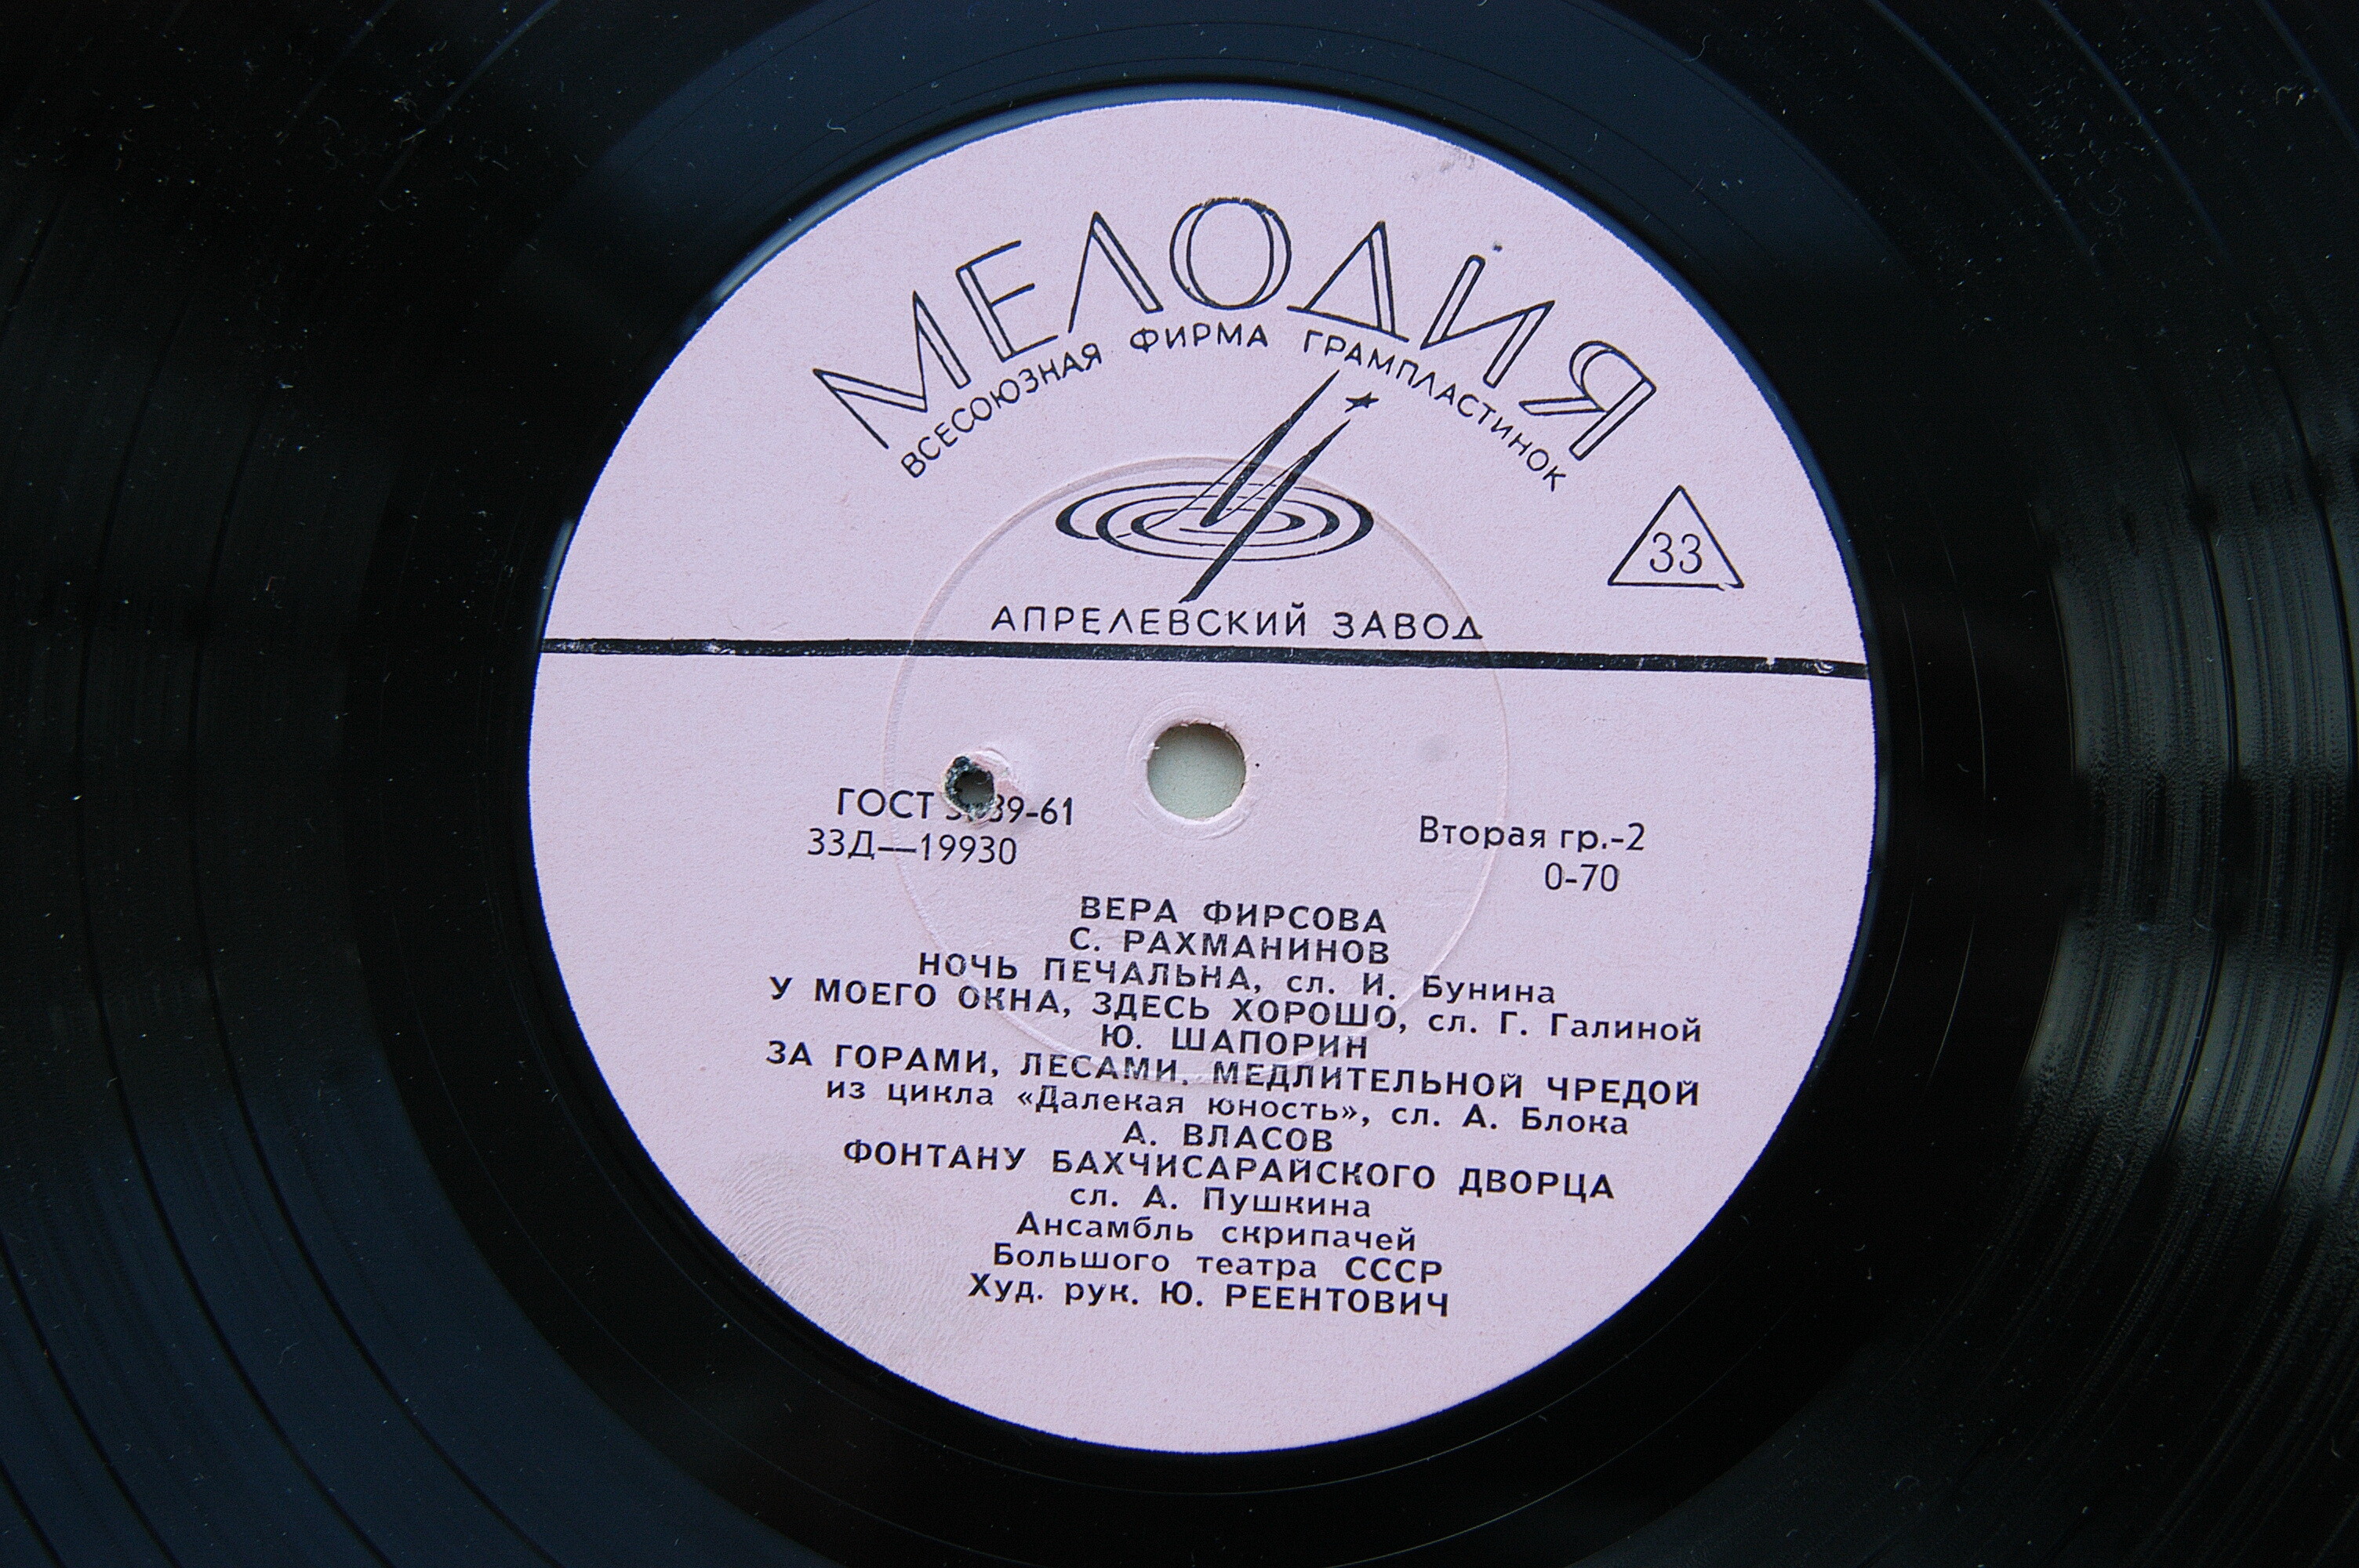 МЕЛОДИЯ
ВСЕСОЮЗНАЯ ФИРМА ГРАМПЛАСТИНОК
33
АПРЕЛЕВСКИЙ ЗАВОД
ГОСТ
33Д—19930
Вторая гр.-2
0-70
ВЕРА ФИРСОВА
С. РАХМАНИНОВ
НОЧЬ ПЕЧАЛЬНА, сл. И. Бунина
У МОЕГО ОКНА, ЗДЕСЬ ХОРОШО, сл. Г. Галиной
Ю. ШАПОРИН
ЗА ГОРАМИ, ЛЕСАМИ, МЕДЛИТЕЛЬНОЙ ЧРЕДОЙ
из цикла «Далекая юность», сл. А. Блока
А. ВЛАСОВ
ФОНТАНУ БАХЧИСАРАЙСКОГО ДВОРЦА
сл. А. Пушкина
Ансамбль скрипачей
Большого театра СССР
Худ. рук. Ю. РЕЕНТОВИЧ